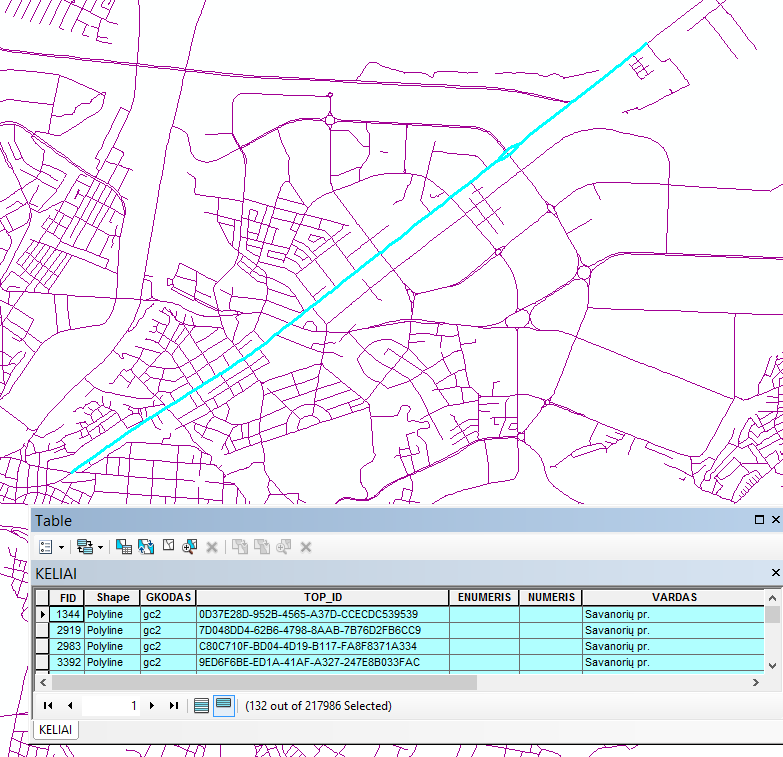 Table
KELIAI
FID Shape GKODAS TOP_ID ENUMERIS NUMERIS VARDAS
1344 Polyline gc2 0D37E28D-952B-4565-A37D-CCECDC539539 Savanorių pr.
2919 Polyline gc2 7D048DD4-62B6-4798-8AAB-7B76D2FB6CC9 Savanorių pr.
2983 Polyline gc2 C80C710F-BD04-4D19-B117-FA8F8371A334 Savanorių pr.
3392 Polyline gc2 9ED6F6BE-ED1A-41AF-A327-247E8B033FAC Savanorių pr.
1 (132 out of 217986 Selected)
KELIAI